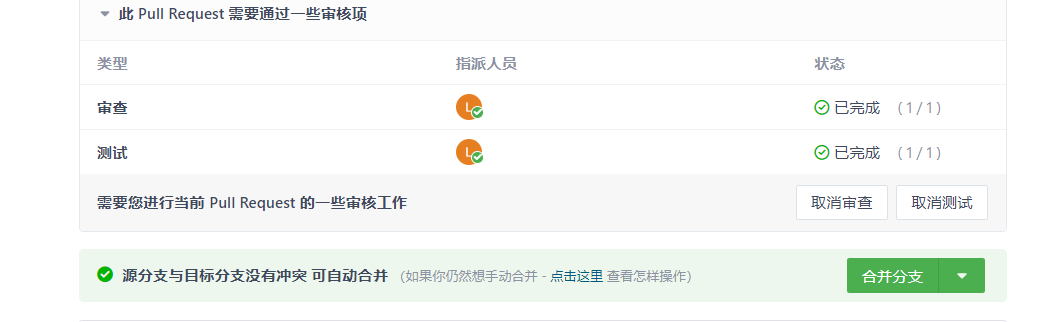 此 Pull Request 需要通过一些审核项
类型 指派人员 状态
审查 L 已完成 (1/1)
测试 L 已完成 (1/1)
需要您进行当前 Pull Request 的一些审核工作 取消审查 取消测试
源分支与目标分支没有冲突 可自动合并 (如果你仍然想手动合并 - 点击这里 查看怎样操作) 合并分支